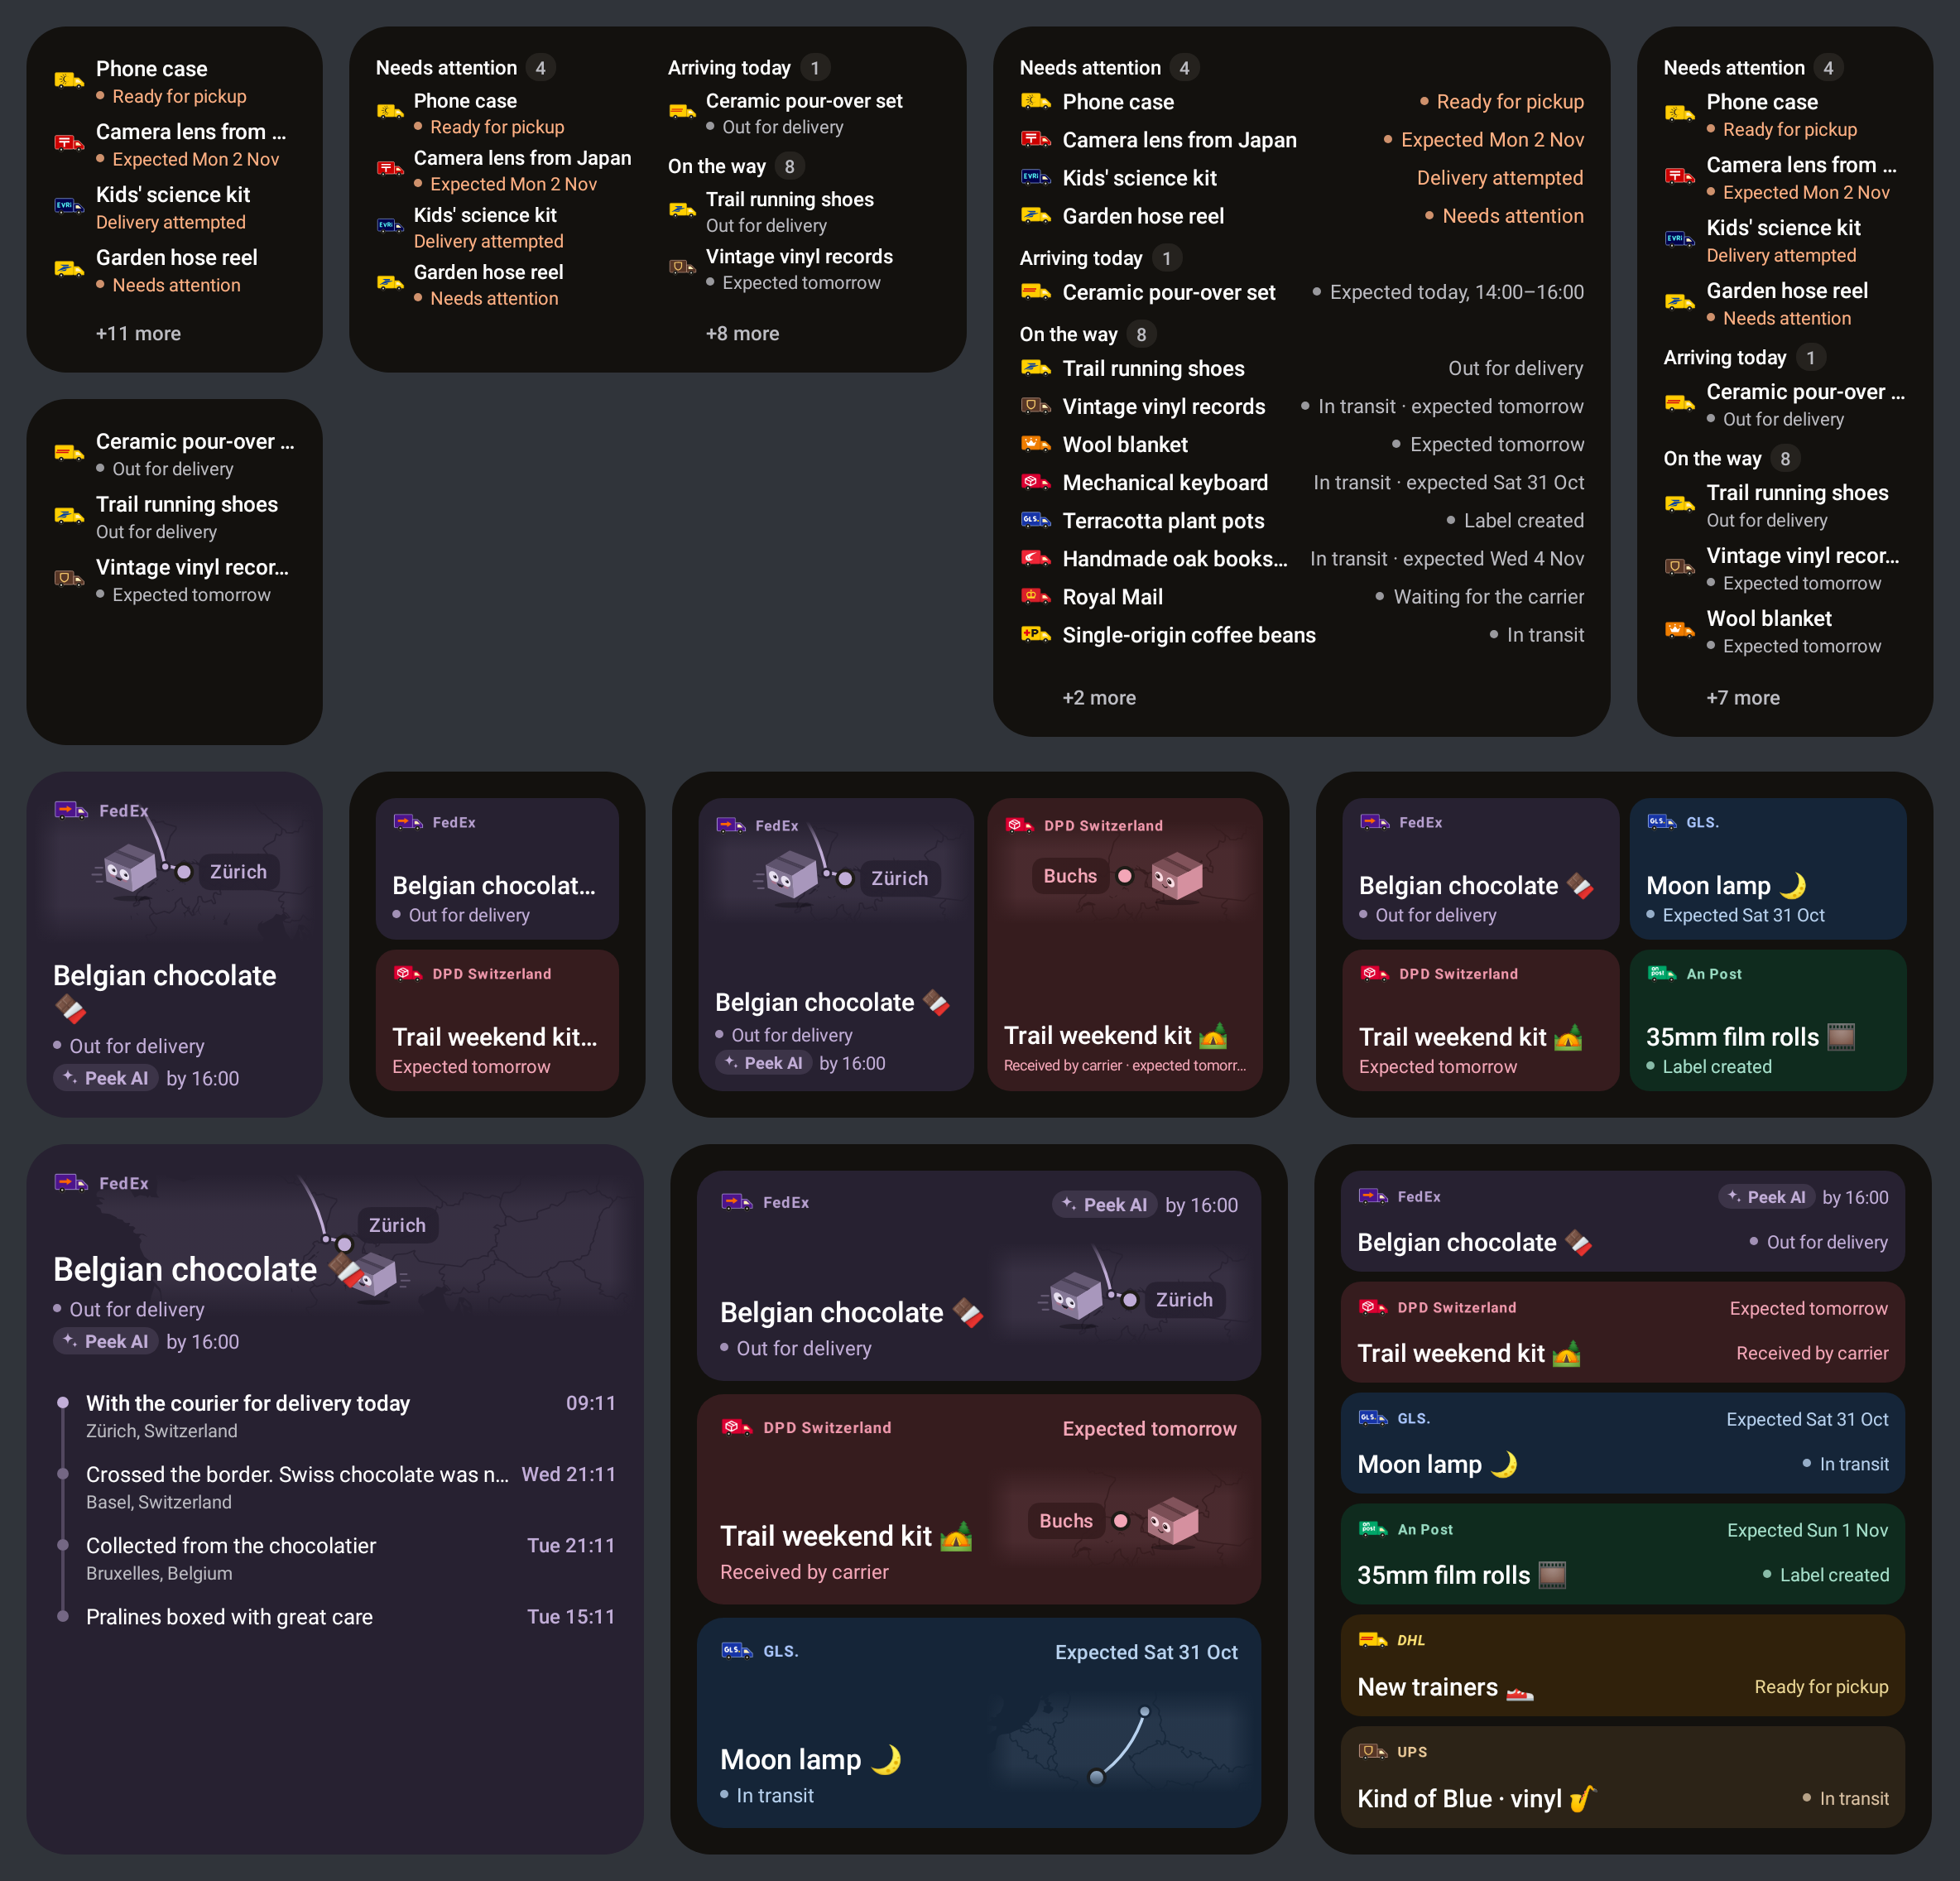 Phone case
Ready for pickup
Camera lens from ...
Expected Mon 2 Nov
EVRi
Kids' science kit
Delivery attempted
Garden hose reel
Needs attention
+11 more
Needs attention 4
Phone case
Ready for pickup
Camera lens from Japan
Expected Mon 2 Nov
EVRi
Kids' science kit
Delivery attempted
Garden hose reel
Needs attention
Arriving today 1
Ceramic pour-over set
Out for delivery
On the way 8
Trail running shoes
Out for delivery
Vintage vinyl records
Expected tomorrow
+8 more
Needs attention 4
Phone case Ready for pickup
Camera lens from Japan Expected Mon 2 Nov
EVRi Kids' science kit Delivery attempted
Garden hose reel Needs attention
Arriving today 1
Ceramic pour-over set Expected today, 14:00–16:00
On the way 8
Trail running shoes Out for delivery
Vintage vinyl records In transit · expected tomorrow
Wool blanket Expected tomorrow
Mechanical keyboard In transit · expected Sat 31 Oct
GLS. Terracotta plant pots Label created
Handmade oak books... In transit · expected Wed 4 Nov
Royal Mail Waiting for the carrier
+P Single-origin coffee beans In transit
+2 more
Needs attention 4
Phone case
Ready for pickup
Camera lens from ...
Expected Mon 2 Nov
EVRi
Kids' science kit
Delivery attempted
Garden hose reel
Needs attention
Arriving today 1
Ceramic pour-over ...
Out for delivery
On the way 8
Trail running shoes
Out for delivery
Vintage vinyl recor...
Expected tomorrow
Wool blanket
Expected tomorrow
+7 more
Ceramic pour-over ...
Out for delivery
Trail running shoes
Out for delivery
Vintage vinyl recor...
Expected tomorrow
FedEx
Zürich
Belgian chocolate
🍫
Out for delivery
Peek AI by 16:00
FedEx
Belgian chocolat...
Out for delivery
DPD Switzerland
Trail weekend kit...
Expected tomorrow
FedEx
Zürich
Belgian chocolate 🍫
Out for delivery
Peek AI by 16:00
DPD Switzerland
Buchs
Trail weekend kit 🏕️
Received by carrier · expected tomorr...
FedEx
Belgian chocolate 🍫
Out for delivery
GLS. GLS.
Moon lamp 🌙
Expected Sat 31 Oct
DPD Switzerland
Trail weekend kit 🏕️
Expected tomorrow
an post An Post
35mm film rolls 🎞️
Label created
FedEx
Zürich
Belgian chocolate 🍫
Out for delivery
Peek AI by 16:00
With the courier for delivery today 09:11
Zürich, Switzerland
Crossed the border. Swiss chocolate was n... Wed 21:11
Basel, Switzerland
Collected from the chocolatier Tue 21:11
Bruxelles, Belgium
Pralines boxed with great care Tue 15:11
FedEx Peek AI by 16:00
Zürich
Belgian chocolate 🍫
Out for delivery
DPD Switzerland Expected tomorrow
Buchs
Trail weekend kit 🏕️
Received by carrier
GLS. GLS. Expected Sat 31 Oct
Moon lamp 🌙
In transit
FedEx Peek AI by 16:00
Belgian chocolate 🍫 Out for delivery
DPD Switzerland Expected tomorrow
Trail weekend kit 🏕️ Received by carrier
GLS. GLS. Expected Sat 31 Oct
Moon lamp 🌙 In transit
an post An Post Expected Sun 1 Nov
35mm film rolls 🎞️ Label created
DHL
New trainers 👟 Ready for pickup
UPS
Kind of Blue · vinyl 🎷 In transit